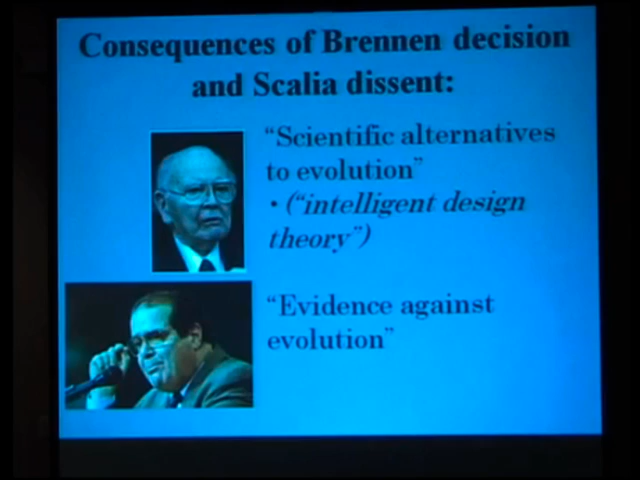 Consequences of Brennen decision
and Scalia dissent:
"Scientific alternatives
to evolution"
• ("intelligent design
theory")
"Evidence against
evolution"